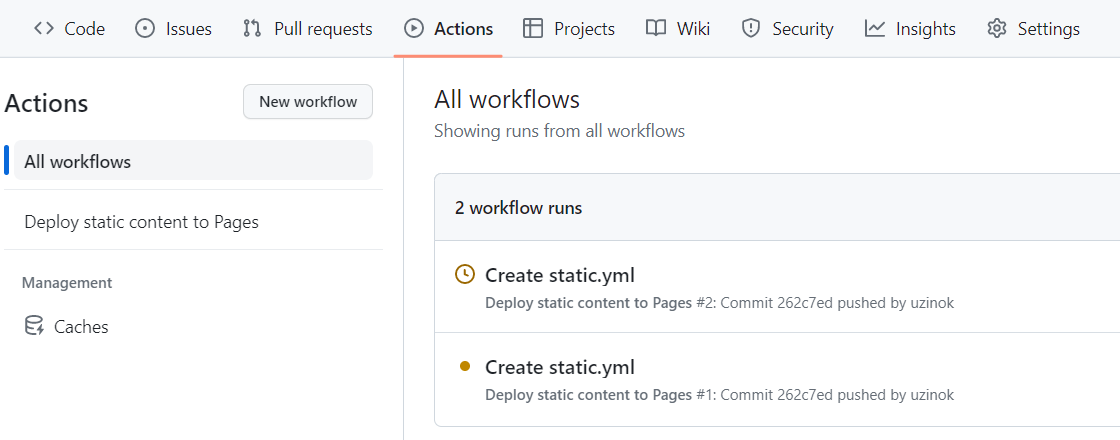 Code Issues Pull requests Actions Projects Wiki Security Insights Settings
Actions
New workflow
All workflows
Deploy static content to Pages
Management
Caches
All workflows
Showing runs from all workflows
2 workflow runs
Create static.yml
Deploy static content to Pages #2: Commit 262c7ed pushed by uzinok
Create static.yml
Deploy static content to Pages #1: Commit 262c7ed pushed by uzinok